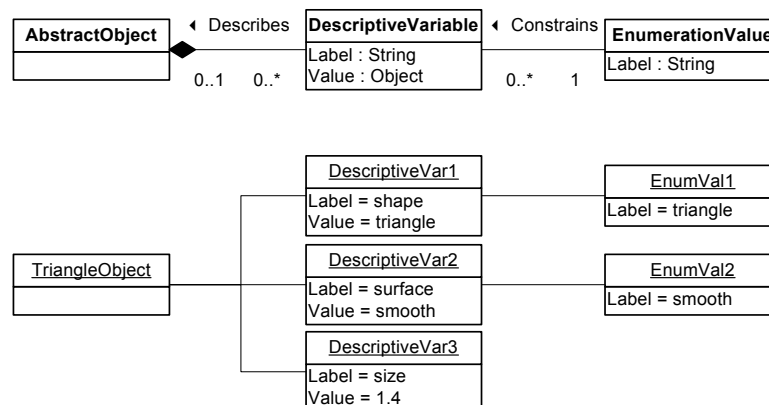 ◄ Describes
◄ Constrains
AbstractObject
DescriptiveVariable
Label : String
Value : Object
EnumerationValue
Label : String
0..1 0..*
0..* 1
DescriptiveVar1
Label = shape
Value = triangle
EnumVal1
Label = triangle
TriangleObject
DescriptiveVar2
Label = surface
Value = smooth
EnumVal2
Label = smooth
DescriptiveVar3
Label = size
Value = 1.4